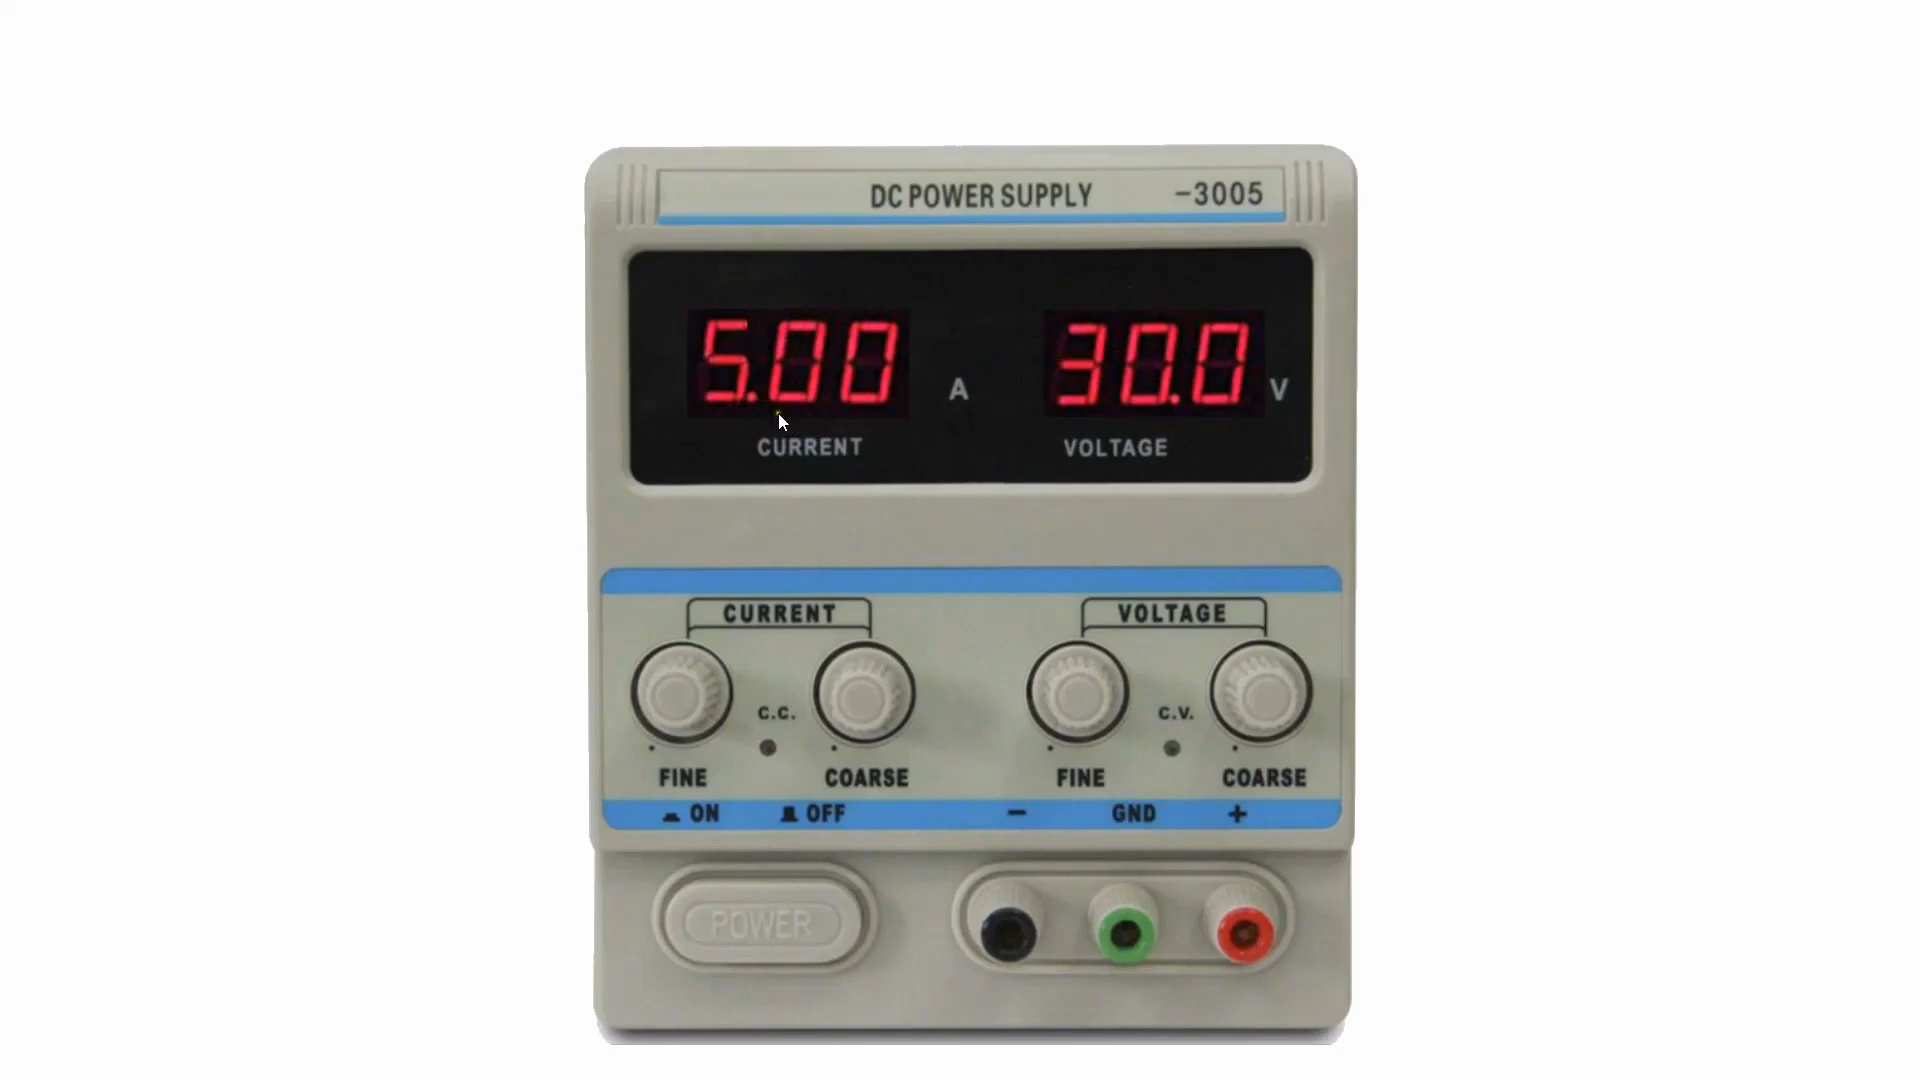 DC POWER SUPPLY -3005
5.00 A 30.0 V
CURRENT VOLTAGE
CURRENT VOLTAGE
C.C. C.V.
FINE COARSE FINE COARSE
ON OFF - GND +
POWER